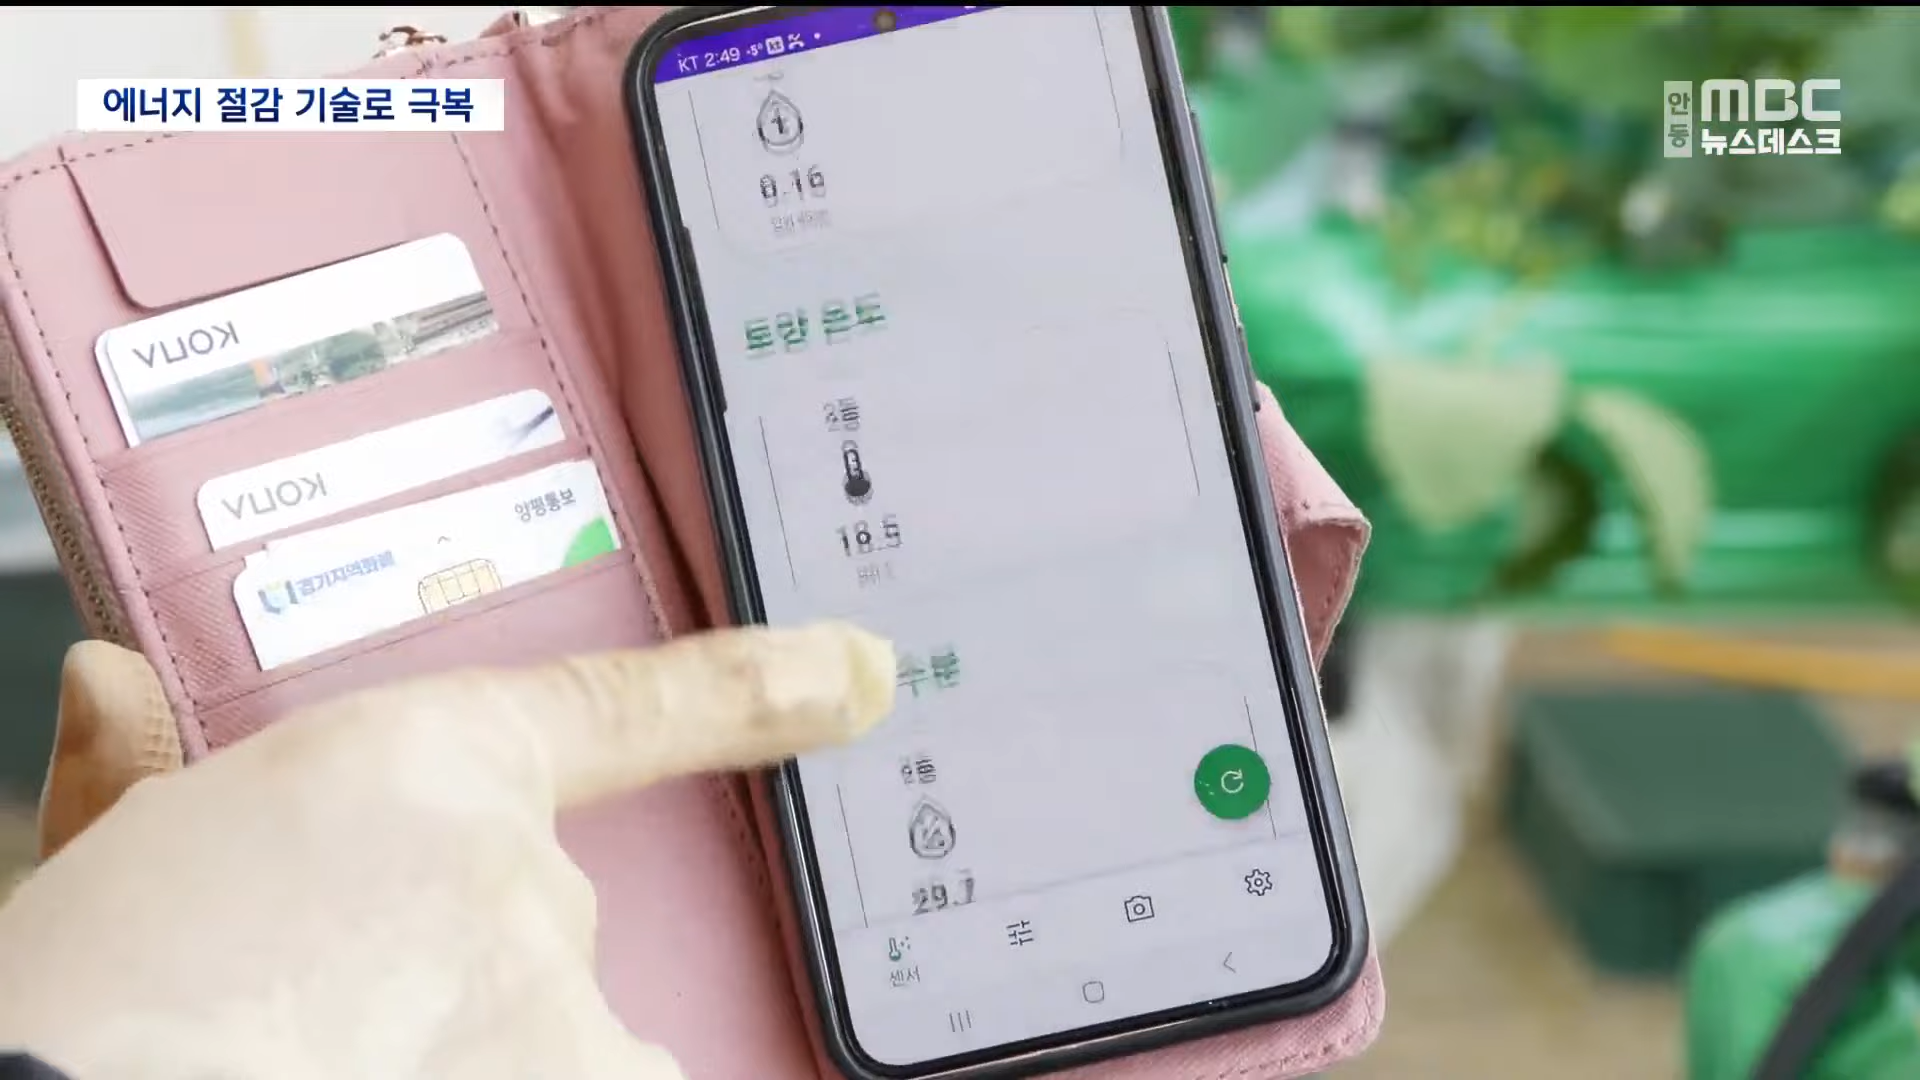 에너지 절감 기술로 극복
안동
MBC
뉴스데스크
KT 2:49 -5°
0.16
토양 온도
2동
18.5
수분
29.7
센서
KONA
KONA
양평통보
경기지역화폐